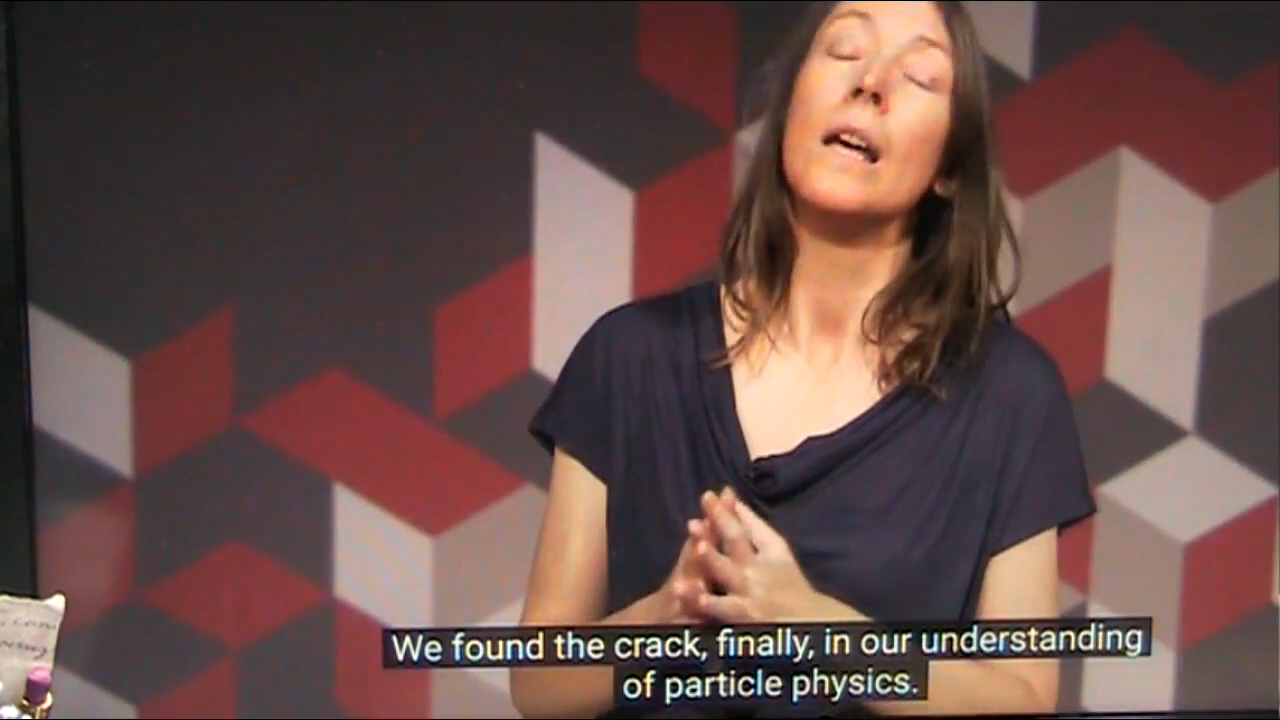 We found the crack, finally, in our understanding
of particle physics.